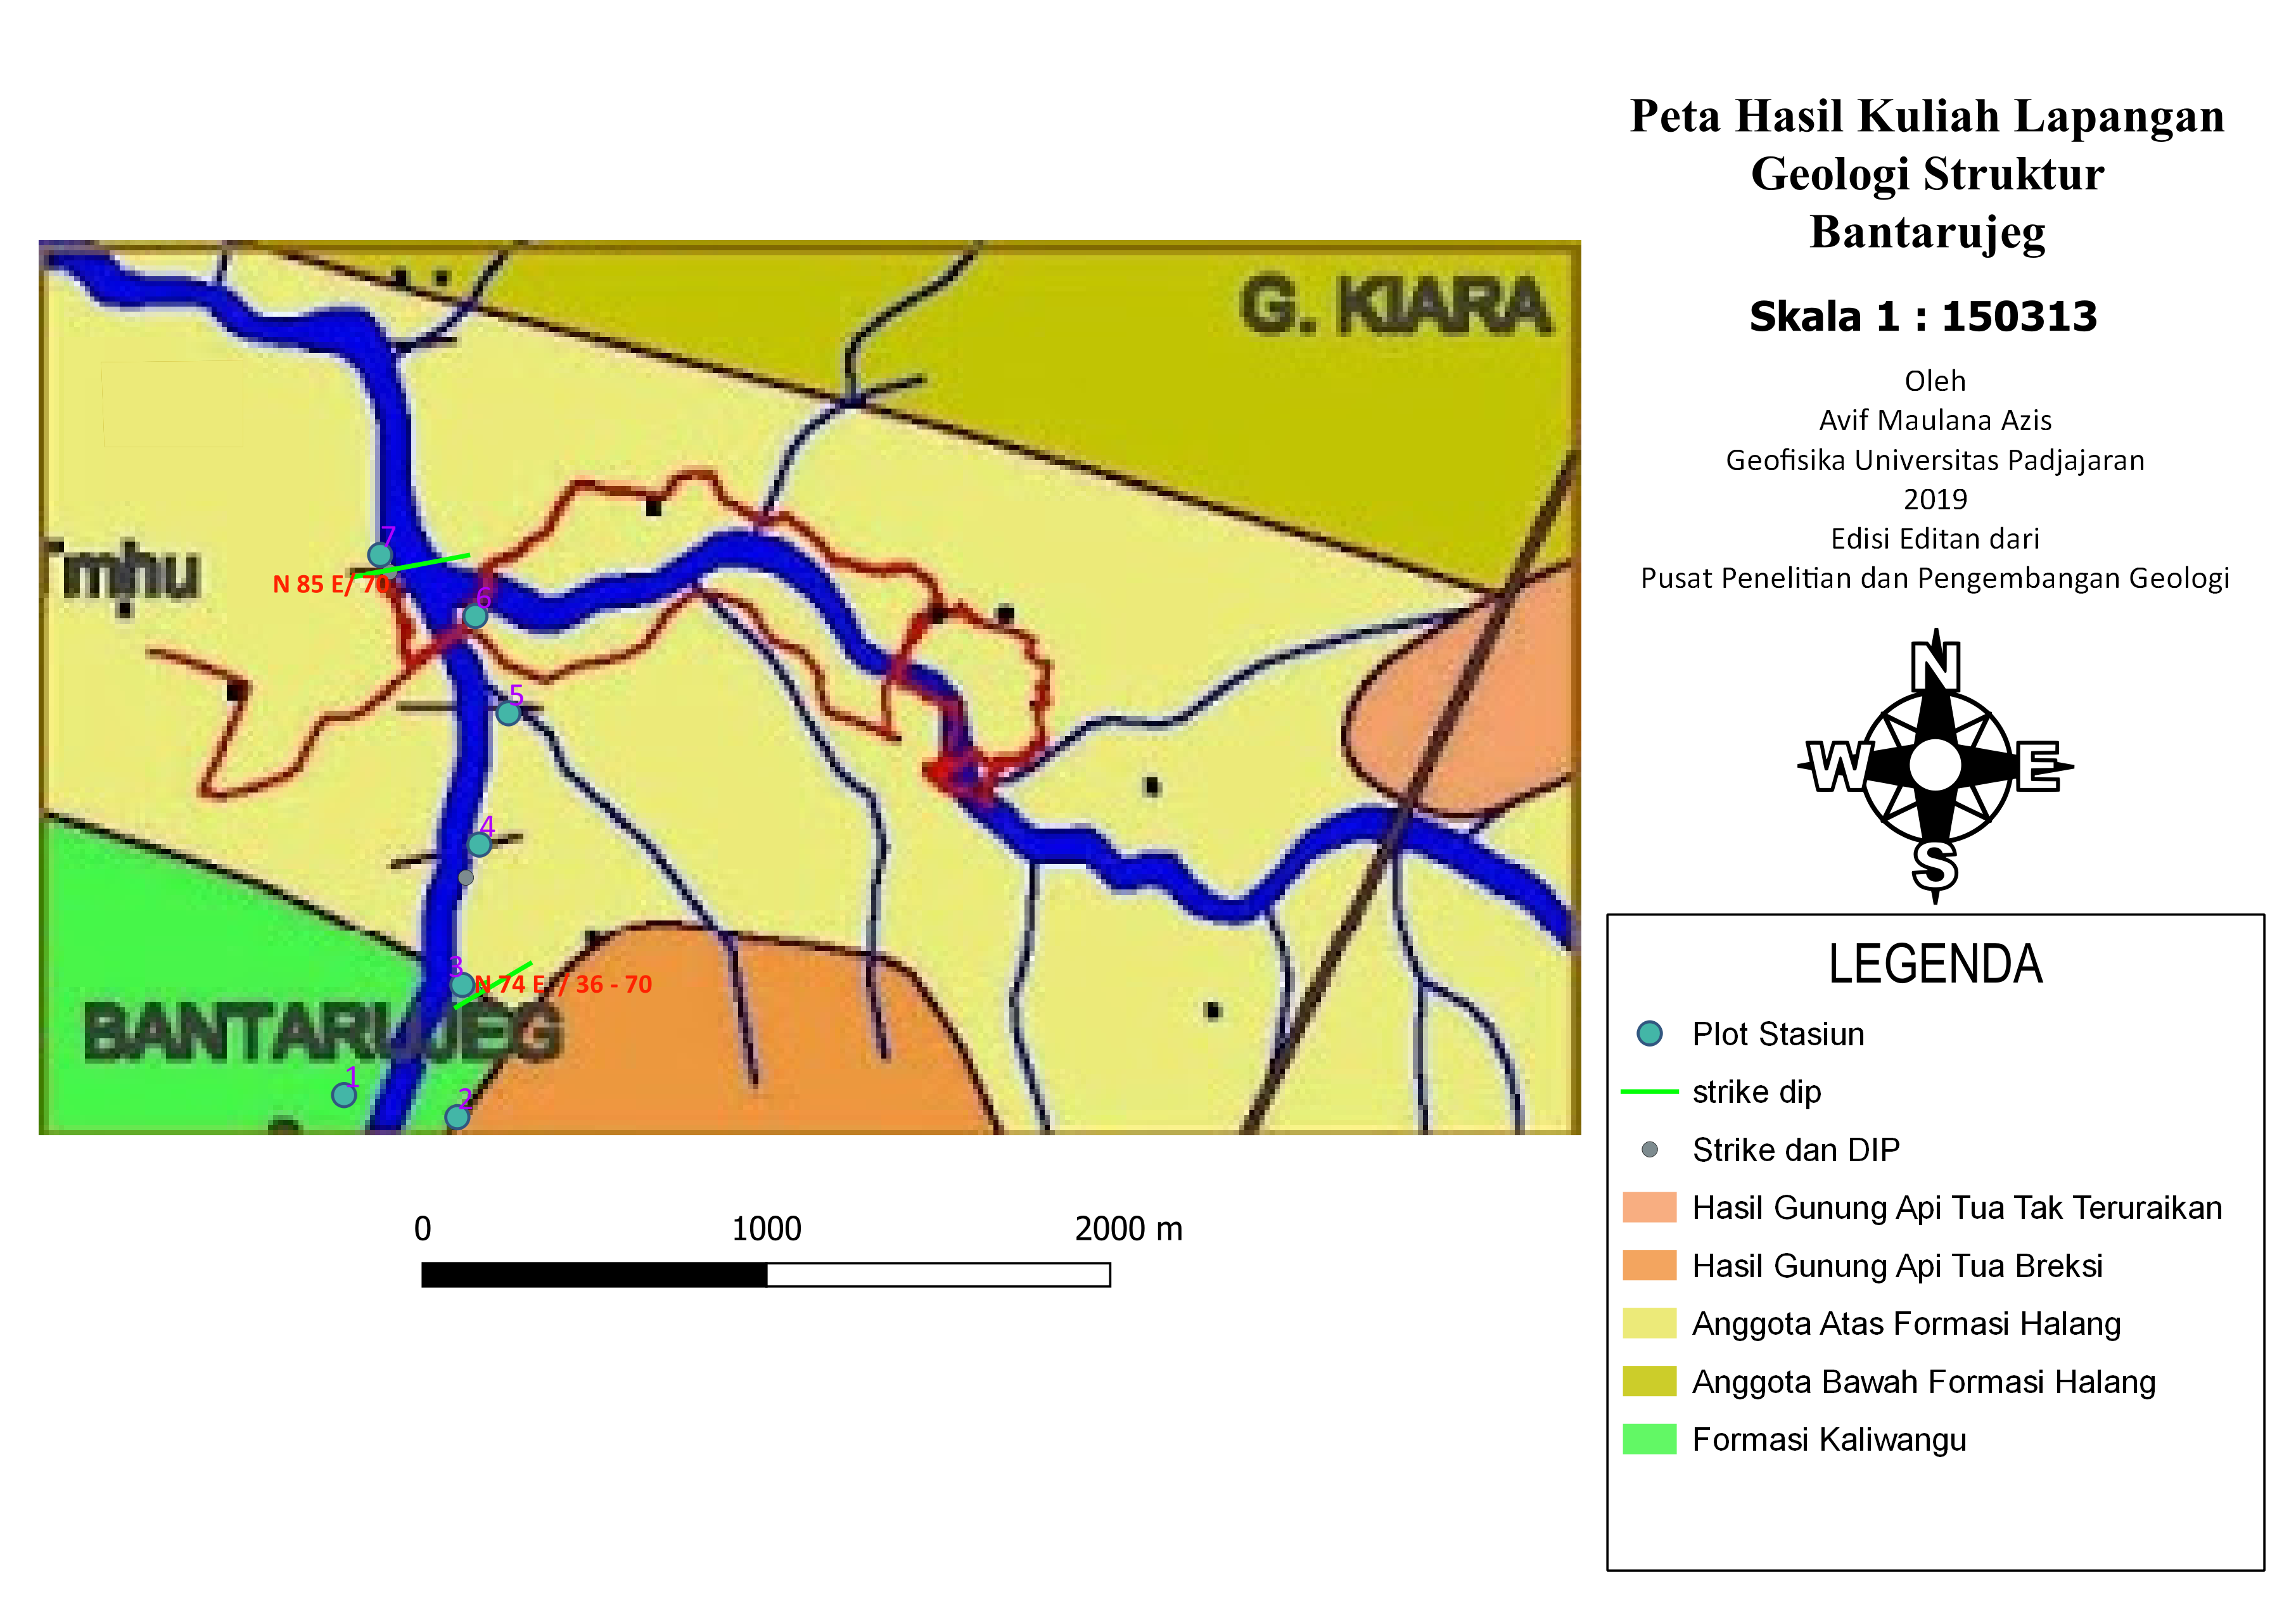 Peta Hasil Kuliah Lapangan
Geologi Struktur
Bantarujeg
Skala 1 : 150313
Oleh
Avif Maulana Azis
Geofisika Universitas Padjajaran
2019
Edisi Editan dari
Pusat Penelitian dan Pengembangan Geologi
N
W
E
S
G. KIARA
7
N 85 E/ 70
6
5
4
3
N 74 E / 36 - 70
BANTARUJEG
1
2
0
1000
2000 m
LEGENDA
Plot Stasiun
strike dip
Strike dan DIP
Hasil Gunung Api Tua Tak Teruraikan
Hasil Gunung Api Tua Breksi
Anggota Atas Formasi Halang
Anggota Bawah Formasi Halang
Formasi Kaliwangu